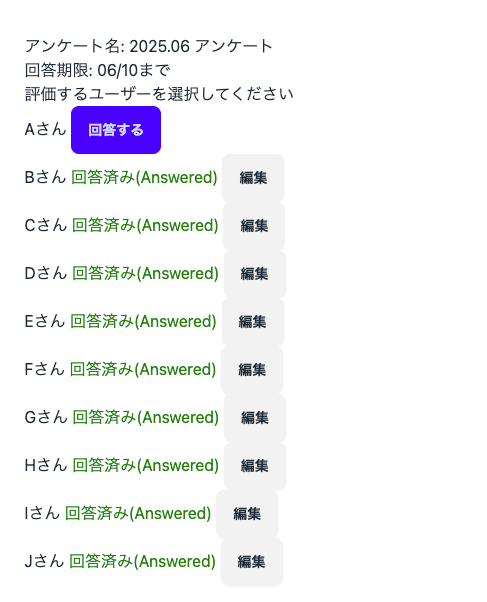 アンケート名: 2025.06 アンケート
回答期限: 06/10まで
評価するユーザーを選択してください
Aさん 回答する
Bさん 回答済み(Answered) 編集
Cさん 回答済み(Answered) 編集
Dさん 回答済み(Answered) 編集
Eさん 回答済み(Answered) 編集
Fさん 回答済み(Answered) 編集
Gさん 回答済み(Answered) 編集
Hさん 回答済み(Answered) 編集
Iさん 回答済み(Answered) 編集
Jさん 回答済み(Answered) 編集